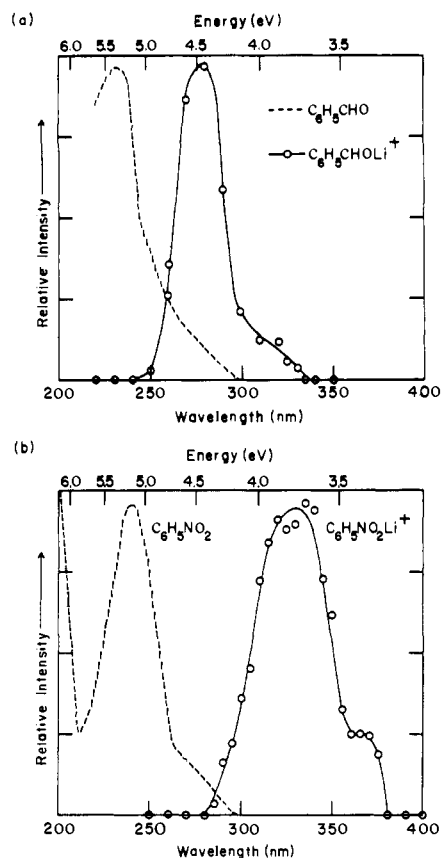 (a)
Energy (eV)
6.0 5.5 5.0 4.5 4.0 3.5
C6H5CHO
C6H5CHOLi+
Relative Intensity
200 250 300 350 400
Wavelength (nm)
(b)
Energy (eV)
6.0 5.5 5.0 4.5 4.0 3.5
C6H5NO2
C6H5NO2Li+
Relative Intensity
200 250 300 350 400
Wavelength (nm)